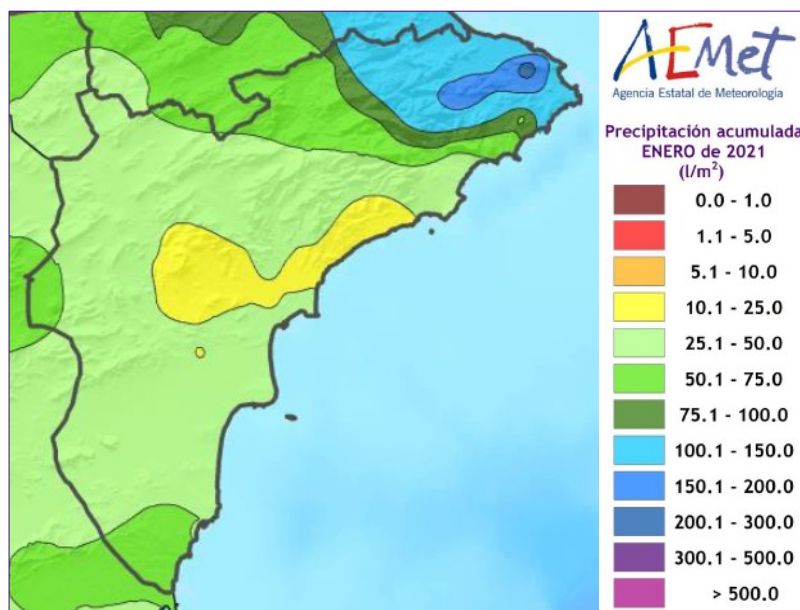 AEMet
Agencia Estatal de Meteorología
Precipitación acumulada
ENERO de 2021
(l/m²)
0.0 - 1.0
1.1 - 5.0
5.1 - 10.0
10.1 - 25.0
25.1 - 50.0
50.1 - 75.0
75.1 - 100.0
100.1 - 150.0
150.1 - 200.0
200.1 - 300.0
300.1 - 500.0
> 500.0